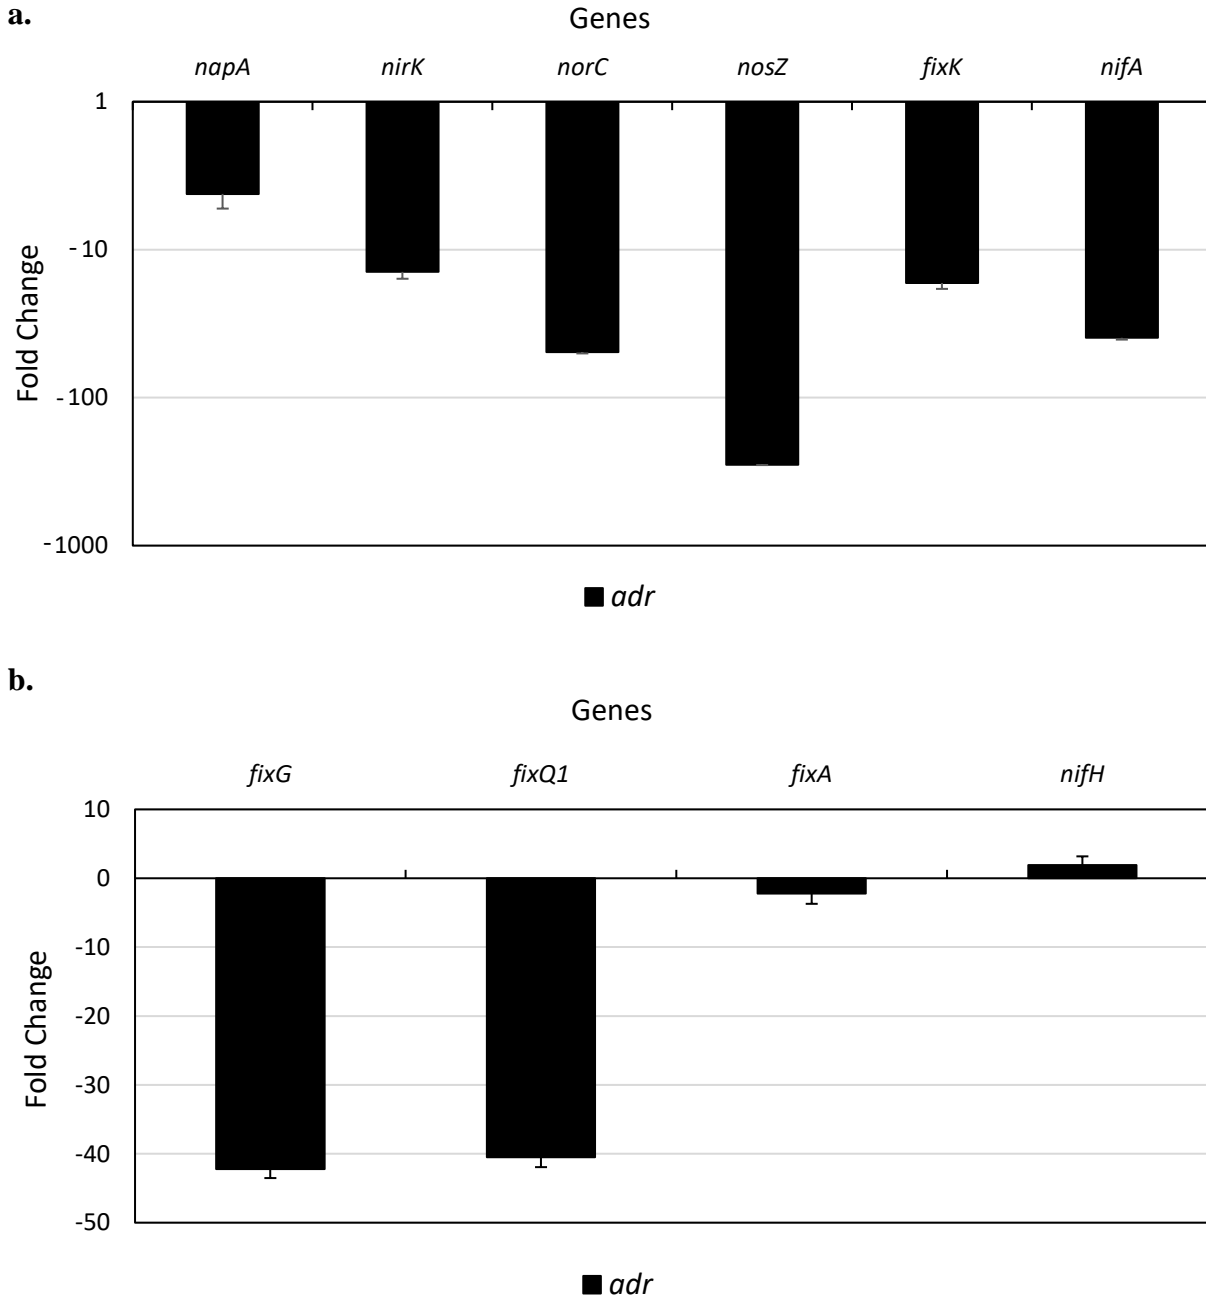 a.
Genes
napA nirK norC nosZ fixK nifA
1
-10
-100
-1000
Fold Change
adr
b.
Genes
fixG fixQ1 fixA nifH
10
0
-10
-20
-30
-40
-50
Fold Change
adr